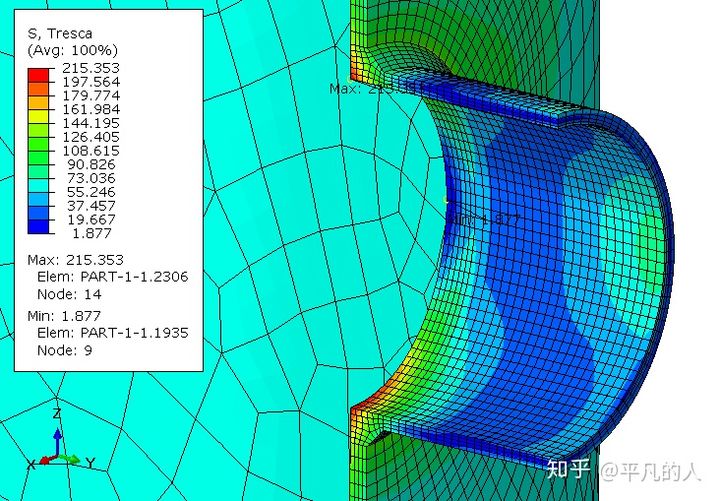 S, Tresca
(Avg: 100%)
215.353
197.564
179.774
161.984
144.195
126.405
108.615
90.826
73.036
55.246
37.457
19.667
1.877
Max: 215.353
Elem: PART-1-1.2306
Node: 14
Min: 1.877
Elem: PART-1-1.1935
Node: 9
Max: 215.353
Min: 1.877
Z
X
Y
知乎 @平凡的人